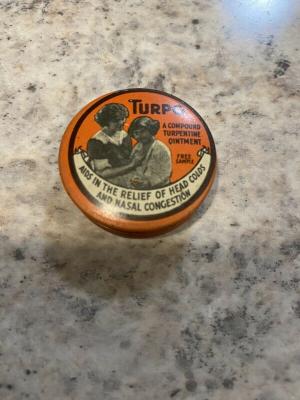 TURPO
A COMPOUND
TURPENTINE
OINTMENT
FREE
SAMPLE
AIDS IN THE RELIEF OF HEAD COLDS
AND NASAL CONGESTION